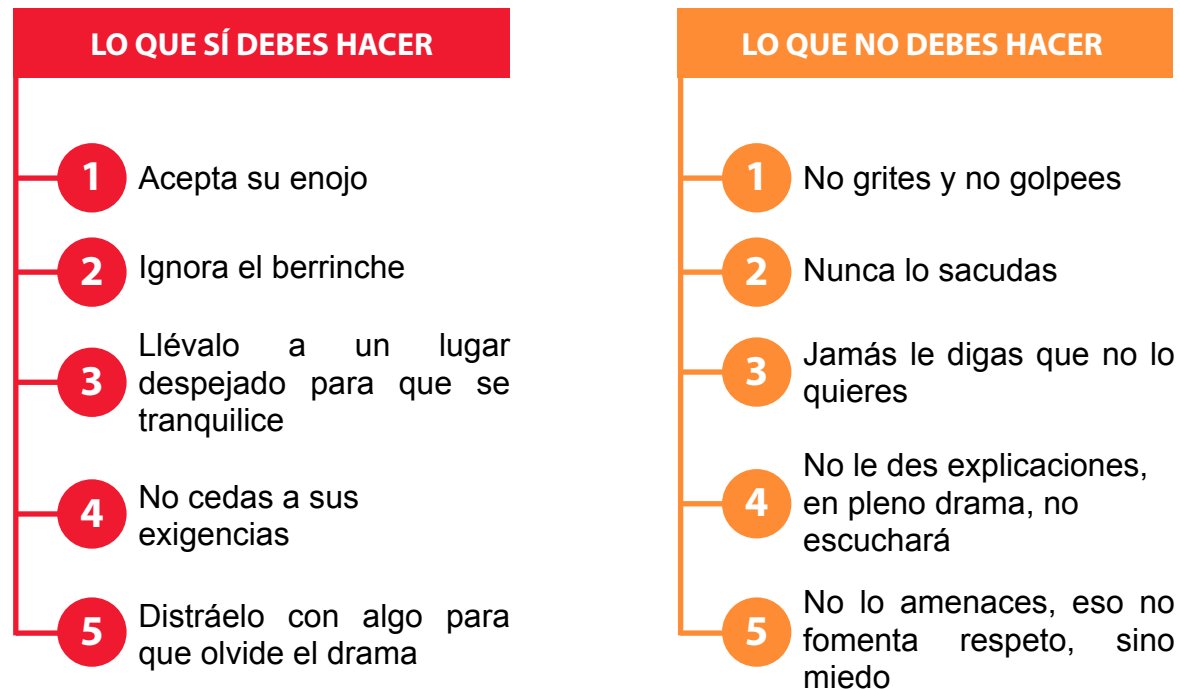 LO QUE SÍ DEBES HACER
1 Acepta su enojo
2 Ignora el berrinche
3 Llévalo a un lugar
despejado para que se
tranquilice
4 No cedas a sus
exigencias
5 Distráelo con algo para
que olvide el drama
LO QUE NO DEBES HACER
1 No grites y no golpees
2 Nunca lo sacudas
3 Jamás le digas que no lo
quieres
4 No le des explicaciones,
en pleno drama, no
escuchará
5 No lo amenaces, eso no
fomenta respeto, sino
miedo